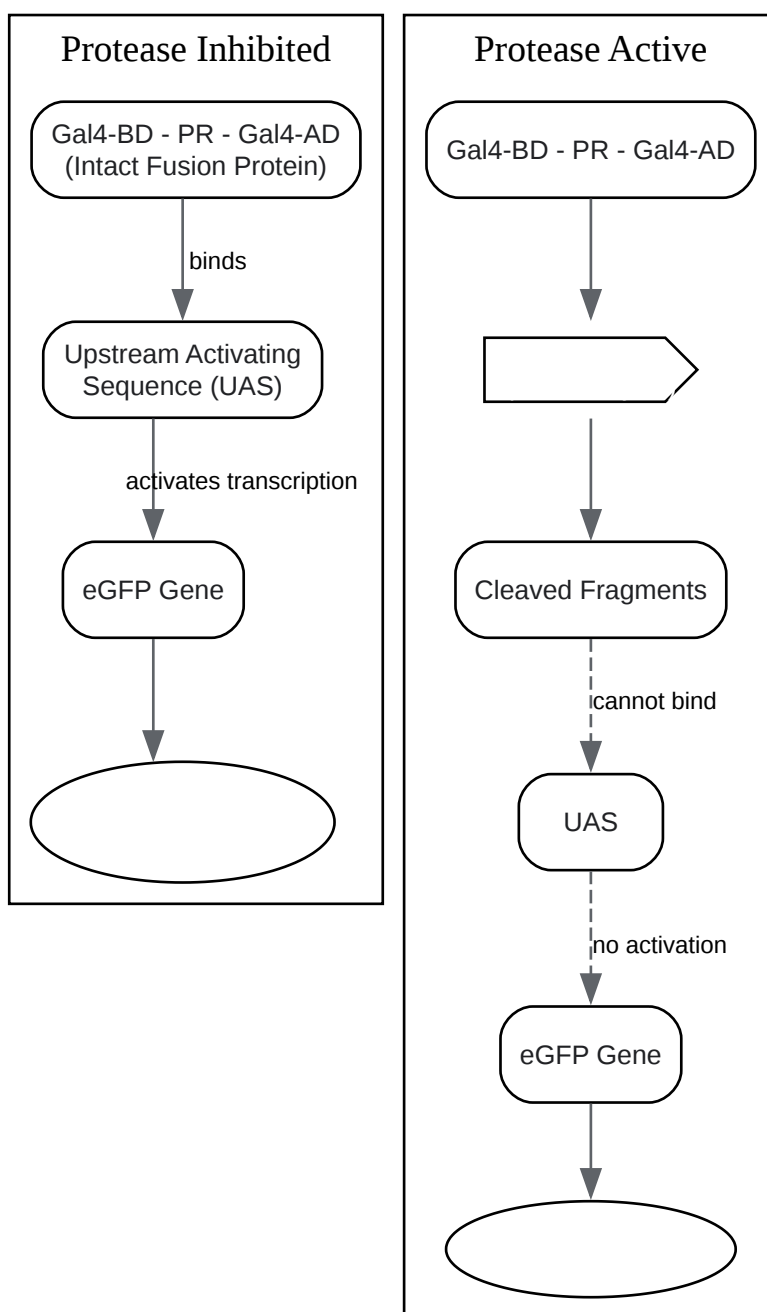 Protease Inhibited
Gal4-BD - PR - Gal4-AD
(Intact Fusion Protein)
binds
Upstream Activating
Sequence (UAS)
activates transcription
eGFP Gene
Protease Active
Gal4-BD - PR - Gal4-AD
Cleaved Fragments
cannot bind
UAS
no activation
eGFP Gene